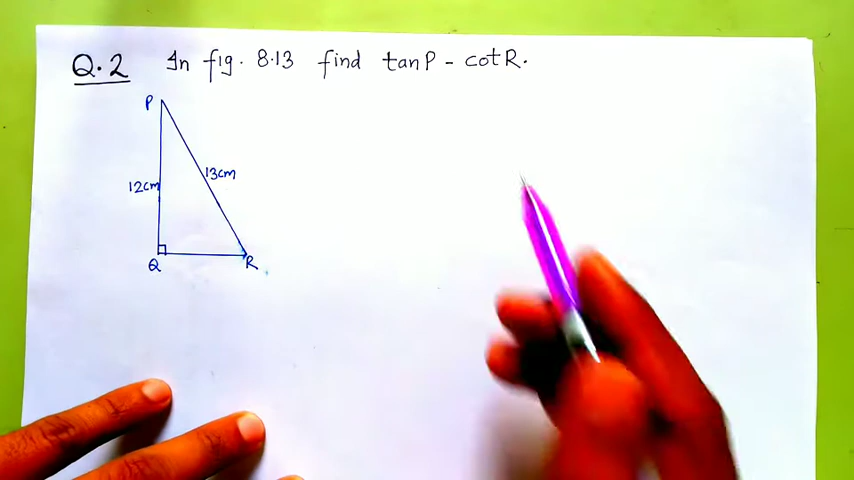 Q.2 In fig. 8.13 find tanP - cotR.
P
12cm 13cm
Q R